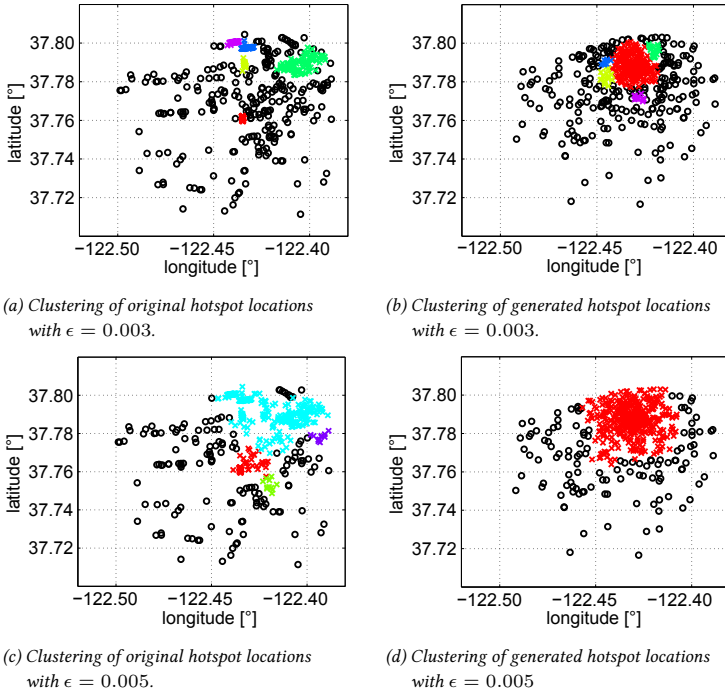 37.80
37.78
37.76
37.74
37.72
latitude [°]
−122.50
−122.45
−122.40
longitude [°]
(a) Clustering of original hotspot locations
with ϵ = 0.003.
37.80
37.78
37.76
37.74
37.72
latitude [°]
−122.50
−122.45
−122.40
longitude [°]
(b) Clustering of generated hotspot locations
with ϵ = 0.003.
37.80
37.78
37.76
37.74
37.72
latitude [°]
−122.50
−122.45
−122.40
longitude [°]
(c) Clustering of original hotspot locations
with ϵ = 0.005.
37.80
37.78
37.76
37.74
37.72
latitude [°]
−122.50
−122.45
−122.40
longitude [°]
(d) Clustering of generated hotspot locations
with ϵ = 0.005